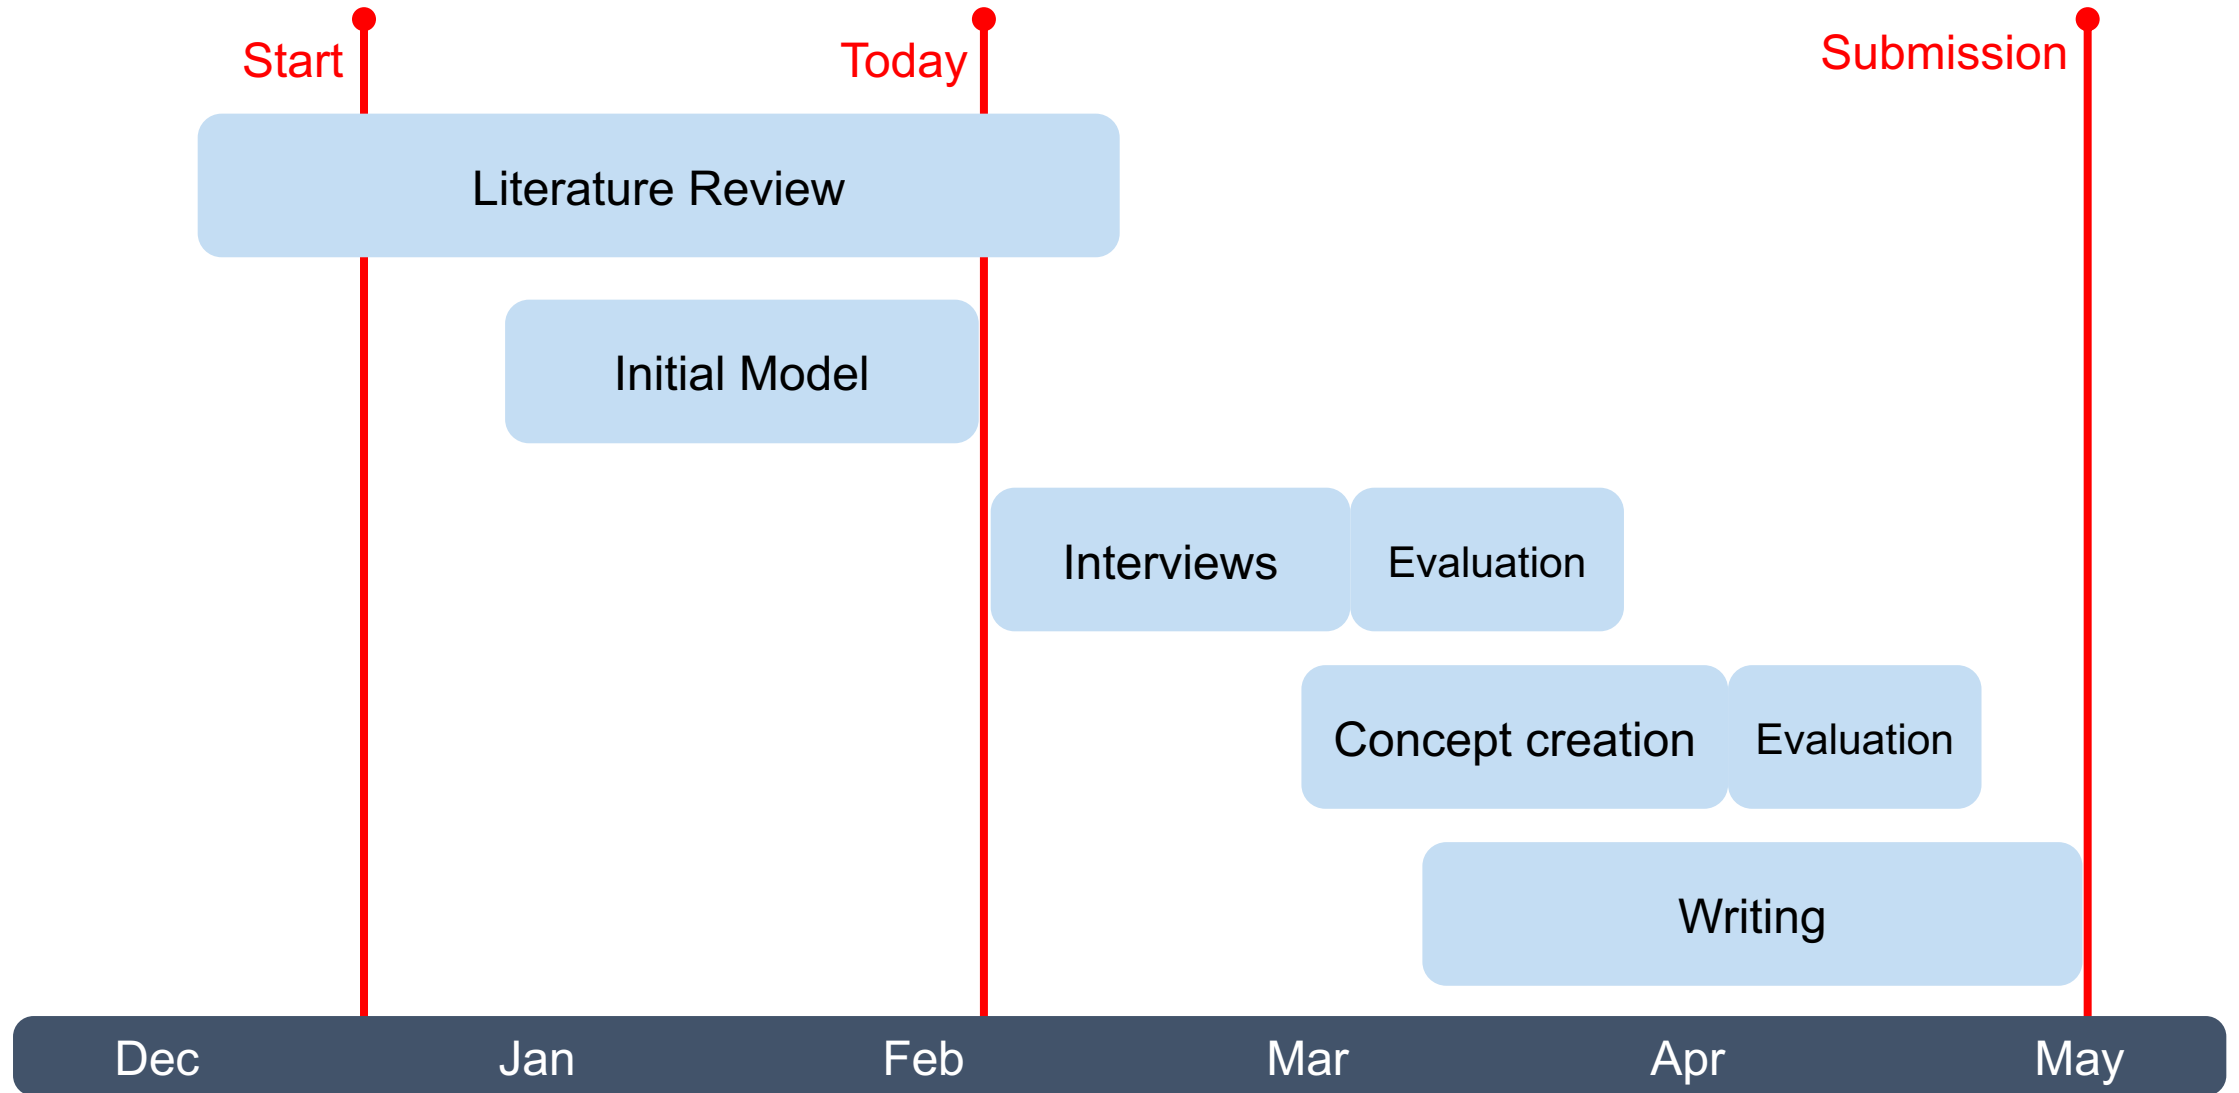 Start
Today
Submission
Literature Review
Initial Model
Interviews
Evaluation
Concept creation
Evaluation
Writing
Dec Jan Feb Mar Apr May